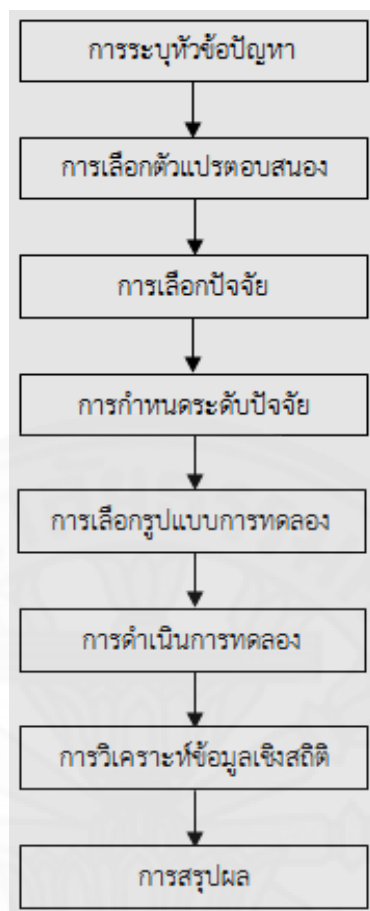 การระบุหัวข้อปัญหา
การเลือกตัวแปรตอบสนอง
การเลือกปัจจัย
การกำหนดระดับปัจจัย
การเลือกรูปแบบการทดลอง
การดำเนินการทดลอง
การวิเคราะห์ข้อมูลเชิงสถิติ
การสรุปผล